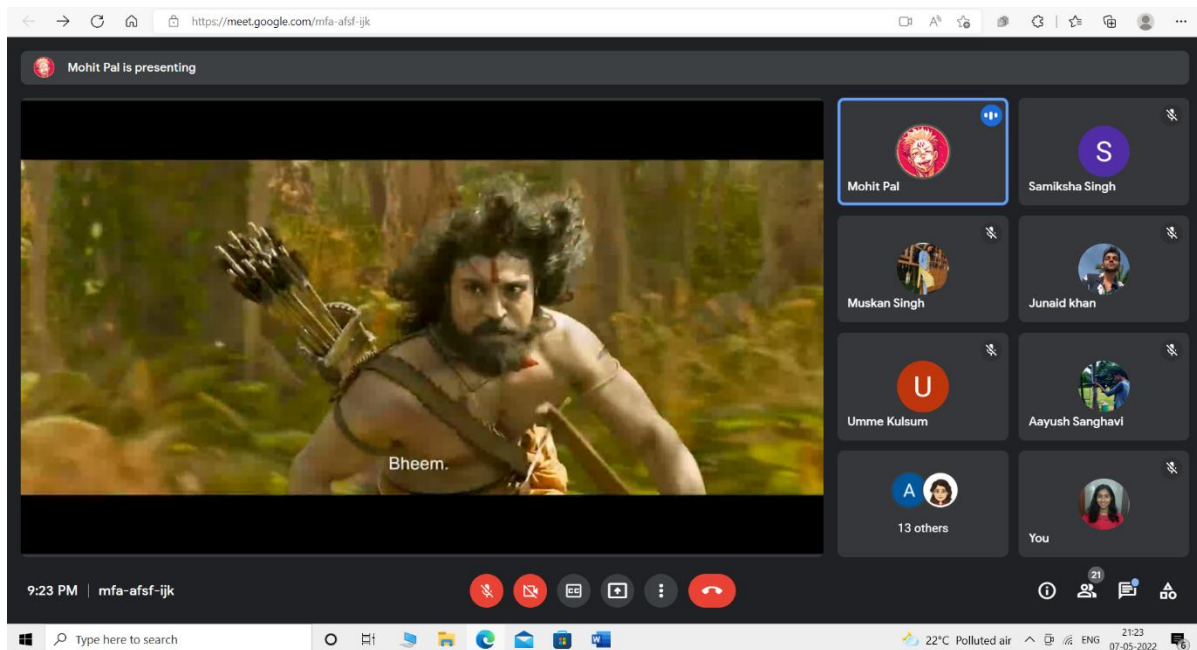 https://meet.google.com/mfa-afsf-ijk
Mohit Pal is presenting
Bheem.
Mohit Pal
S
Samiksha Singh
Muskan Singh
Junaid khan
U
Umme Kulsum
Aayush Sanghavi
A
13 others
You
9:23 PM | mfa-afsf-ijk
21
Type here to search
22°C Polluted air
ENG
21:23
07-05-2022
6